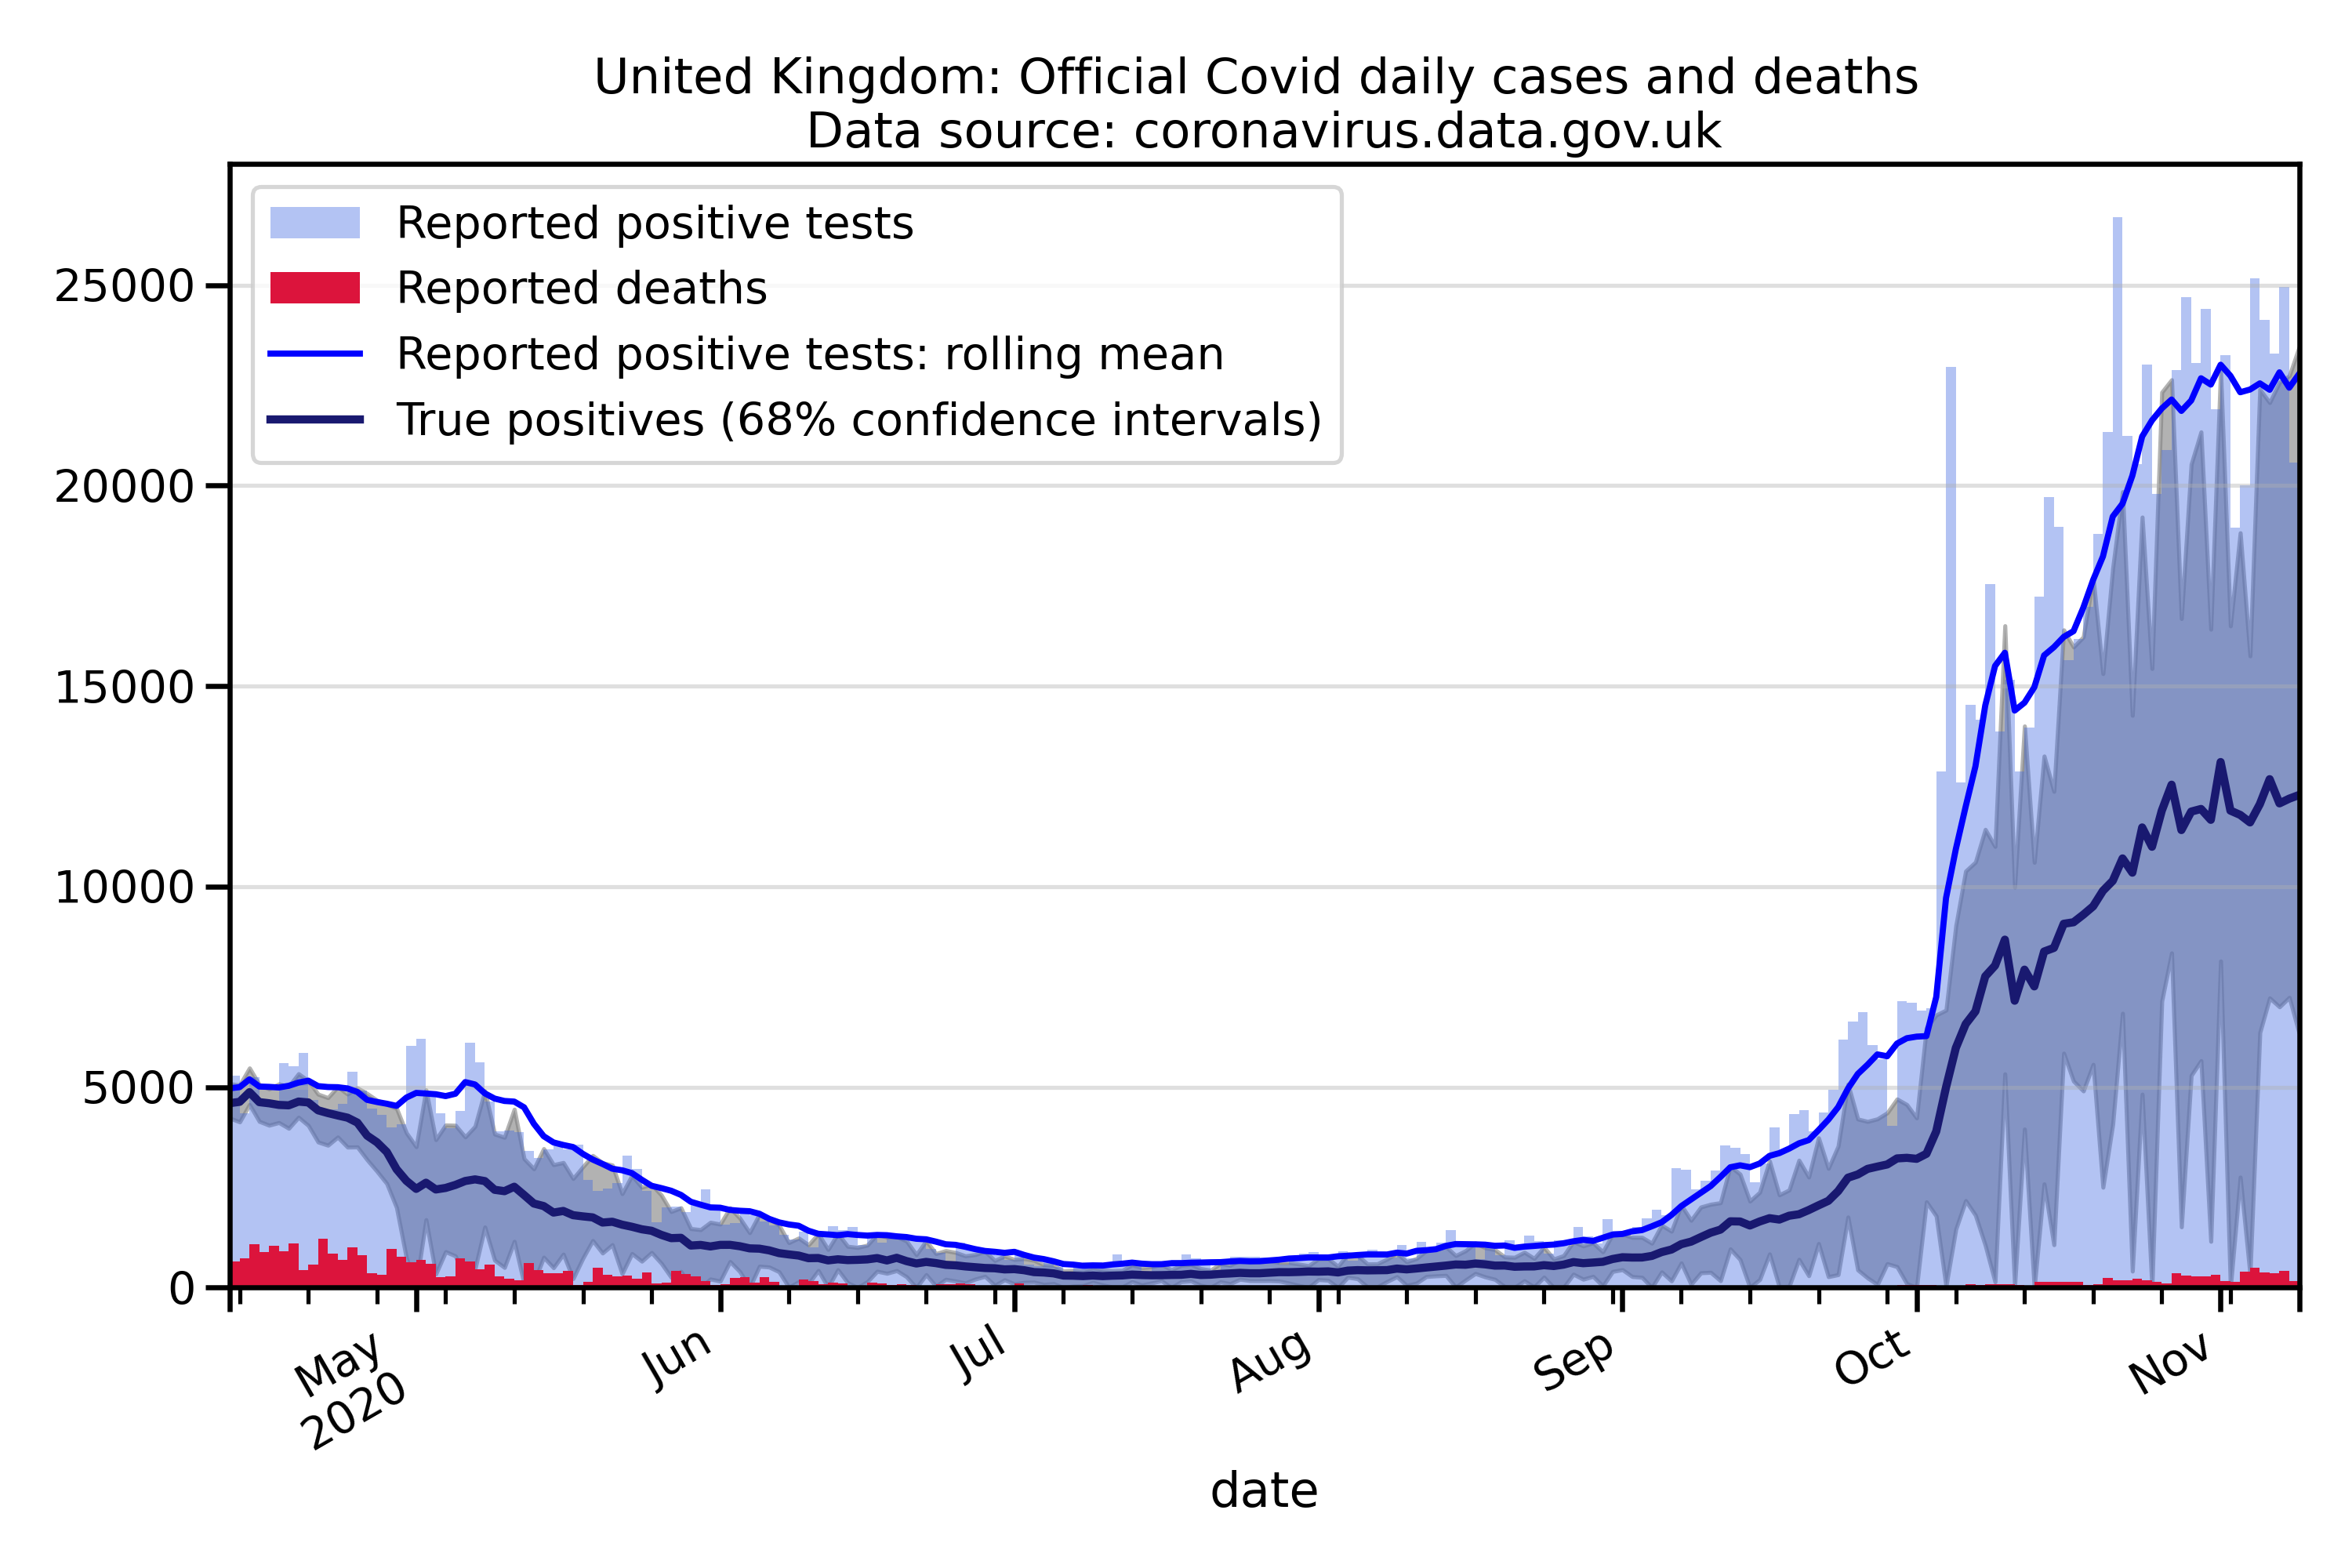 United Kingdom: Official Covid daily cases and deaths
Data source: coronavirus.data.gov.uk
Reported positive tests
Reported deaths
Reported positive tests: rolling mean
True positives (68% confidence intervals)
25000
20000
15000
10000
5000
0
May
2020
Jun
Jul
Aug
Sep
Oct
Nov
date